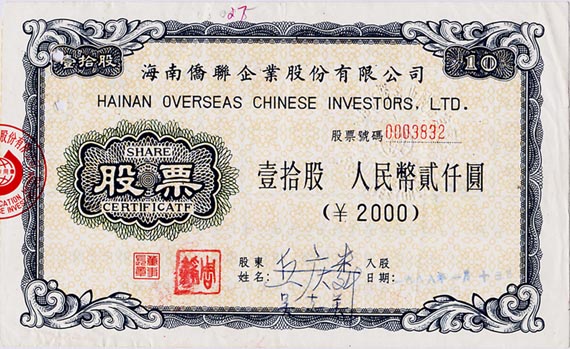 27
壹拾股
10
海南僑聯企業股份有限公司
HAINAN OVERSEAS CHINESE INVESTORS, LTD.
股票號碼 0003832
SHARE
股票
CERTIFICATE
壹拾股 人民幣貳仟圓
(¥ 2000)
股東
姓名:
入股
日期: